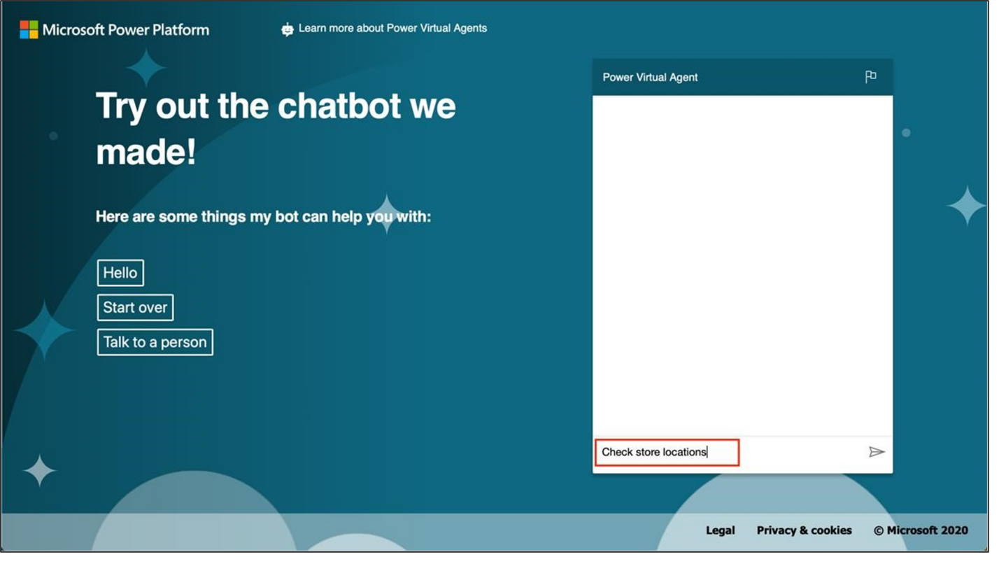 Microsoft Power Platform
Learn more about Power Virtual Agents
Try out the chatbot we
made!
Here are some things my bot can help you with:
Hello
Start over
Talk to a person
Power Virtual Agent
Check store locations
Legal
Privacy & cookies
© Microsoft 2020